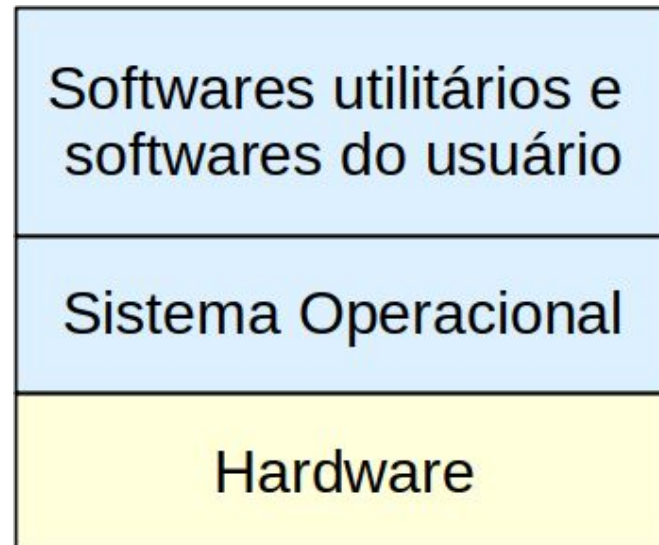 Softwares utilitários e
softwares do usuário
Sistema Operacional
Hardware